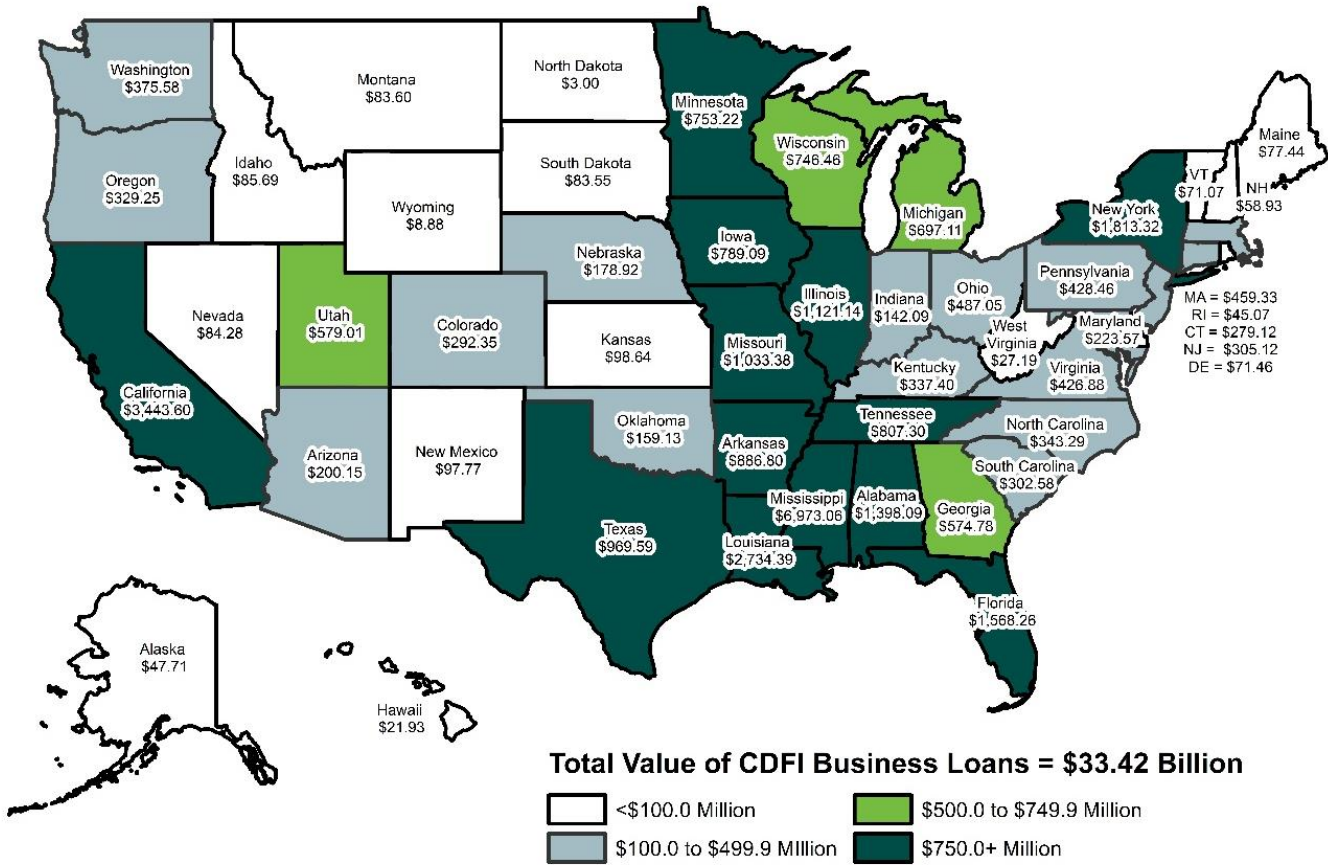 Washington
$375.58
Montana
$83.60
North Dakota
$3.00
Minnesota
$753.22
Wisconsin
$746.46
Maine
$77.44
Oregon
$329.25
Idaho
$85.69
Wyoming
$8.88
South Dakota
$83.55
Michigan
$697.11
New York
$1,813.32
VT
$71.07
NH
$58.93
Nebraska
$178.92
Iowa
$789.09
Illinois
$1,121.14
Indiana
$142.09
Ohio
$487.05
Pennsylvania
$428.46
MA = $459.33
RI = $45.07
CT = $279.12
NJ = $305.12
DE = $71.46
Nevada
$84.28
Utah
$579.01
Colorado
$292.35
Kansas
$98.64
Missouri
$1,033.38
Kentucky
$337.40
West
Virginia
$27.19
Maryland
$223.57
Virginia
$426.88
California
$3,443.60
Arizona
$200.15
New Mexico
$97.77
Oklahoma
$159.13
Arkansas
$886.80
Tennessee
$807.30
North Carolina
$343.29
South Carolina
$302.58
Texas
$969.59
Louisiana
$2,734.39
Mississippi
$6,973.06
Alabama
$1,398.09
Georgia
$574.78
Florida
$1,568.26
Alaska
$47.71
Hawaii
$21.93
Total Value of CDFI Business Loans = $33.42 Billion
<$100.0 Million
$500.0 to $749.9 Million
$100.0 to $499.9 MIllion
$750.0+ Million